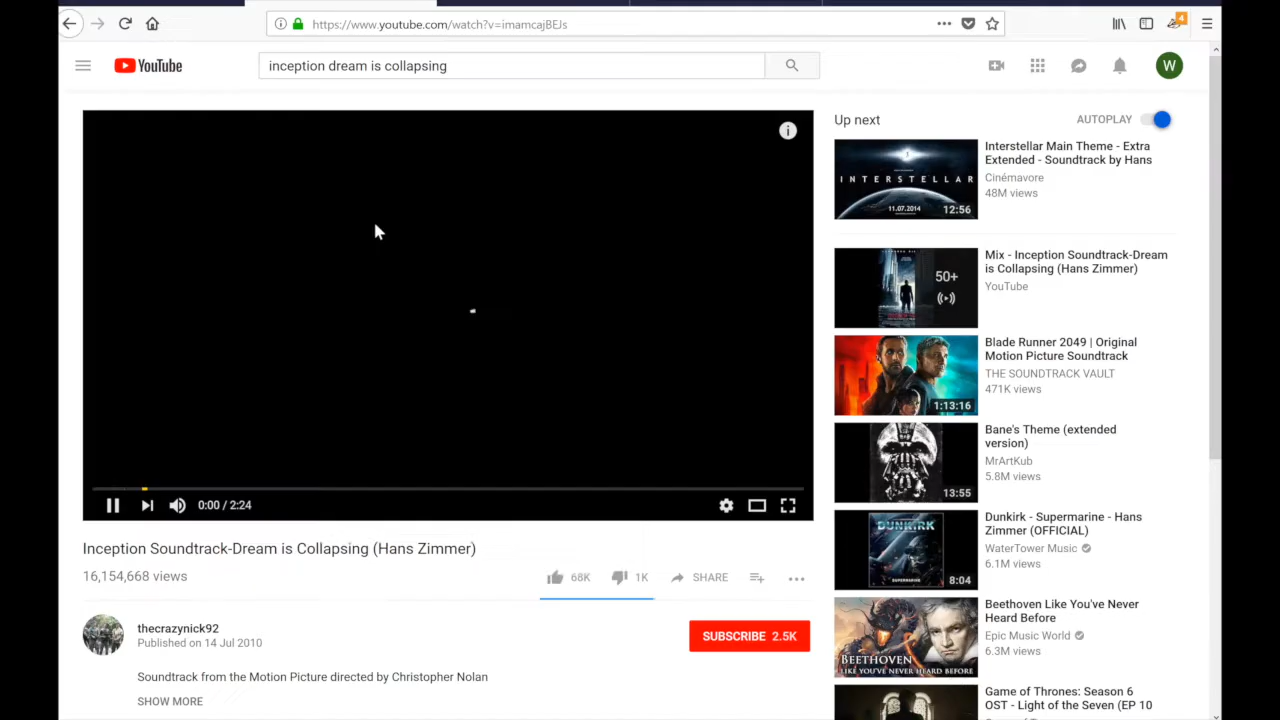 https://www.youtube.com/watch?v=imamcajBEJs
4
YouTube
inception dream is collapsing
W
i
Up next
AUTOPLAY
INTERSTELLAR
11.07.2014
12:56
Interstellar Main Theme - Extra
Extended - Soundtrack by Hans
Cinémavore
48M views
50+
Mix - Inception Soundtrack-Dream
is Collapsing (Hans Zimmer)
YouTube
1:13:16
Blade Runner 2049 | Original
Motion Picture Soundtrack
THE SOUNDTRACK VAULT
471K views
13:55
Bane's Theme (extended
version)
MrArtKub
5.8M views
DUNKIRK
SUPERMARINE
8:04
Dunkirk - Supermarine - Hans
Zimmer (OFFICIAL)
WaterTower Music
6.1M views
BEETHOVEN
LIKE YOU'VE NEVER HEARD BEFORE
Beethoven Like You've Never
Heard Before
Epic Music World
6.3M views
Game of Thrones: Season 6
OST - Light of the Seven (EP 10
0:00 / 2:24
Inception Soundtrack-Dream is Collapsing (Hans Zimmer)
16,154,668 views
68K
1K
SHARE
thecrazynick92
Published on 14 Jul 2010
SUBSCRIBE 2.5K
Soundtrack from the Motion Picture directed by Christopher Nolan
SHOW MORE